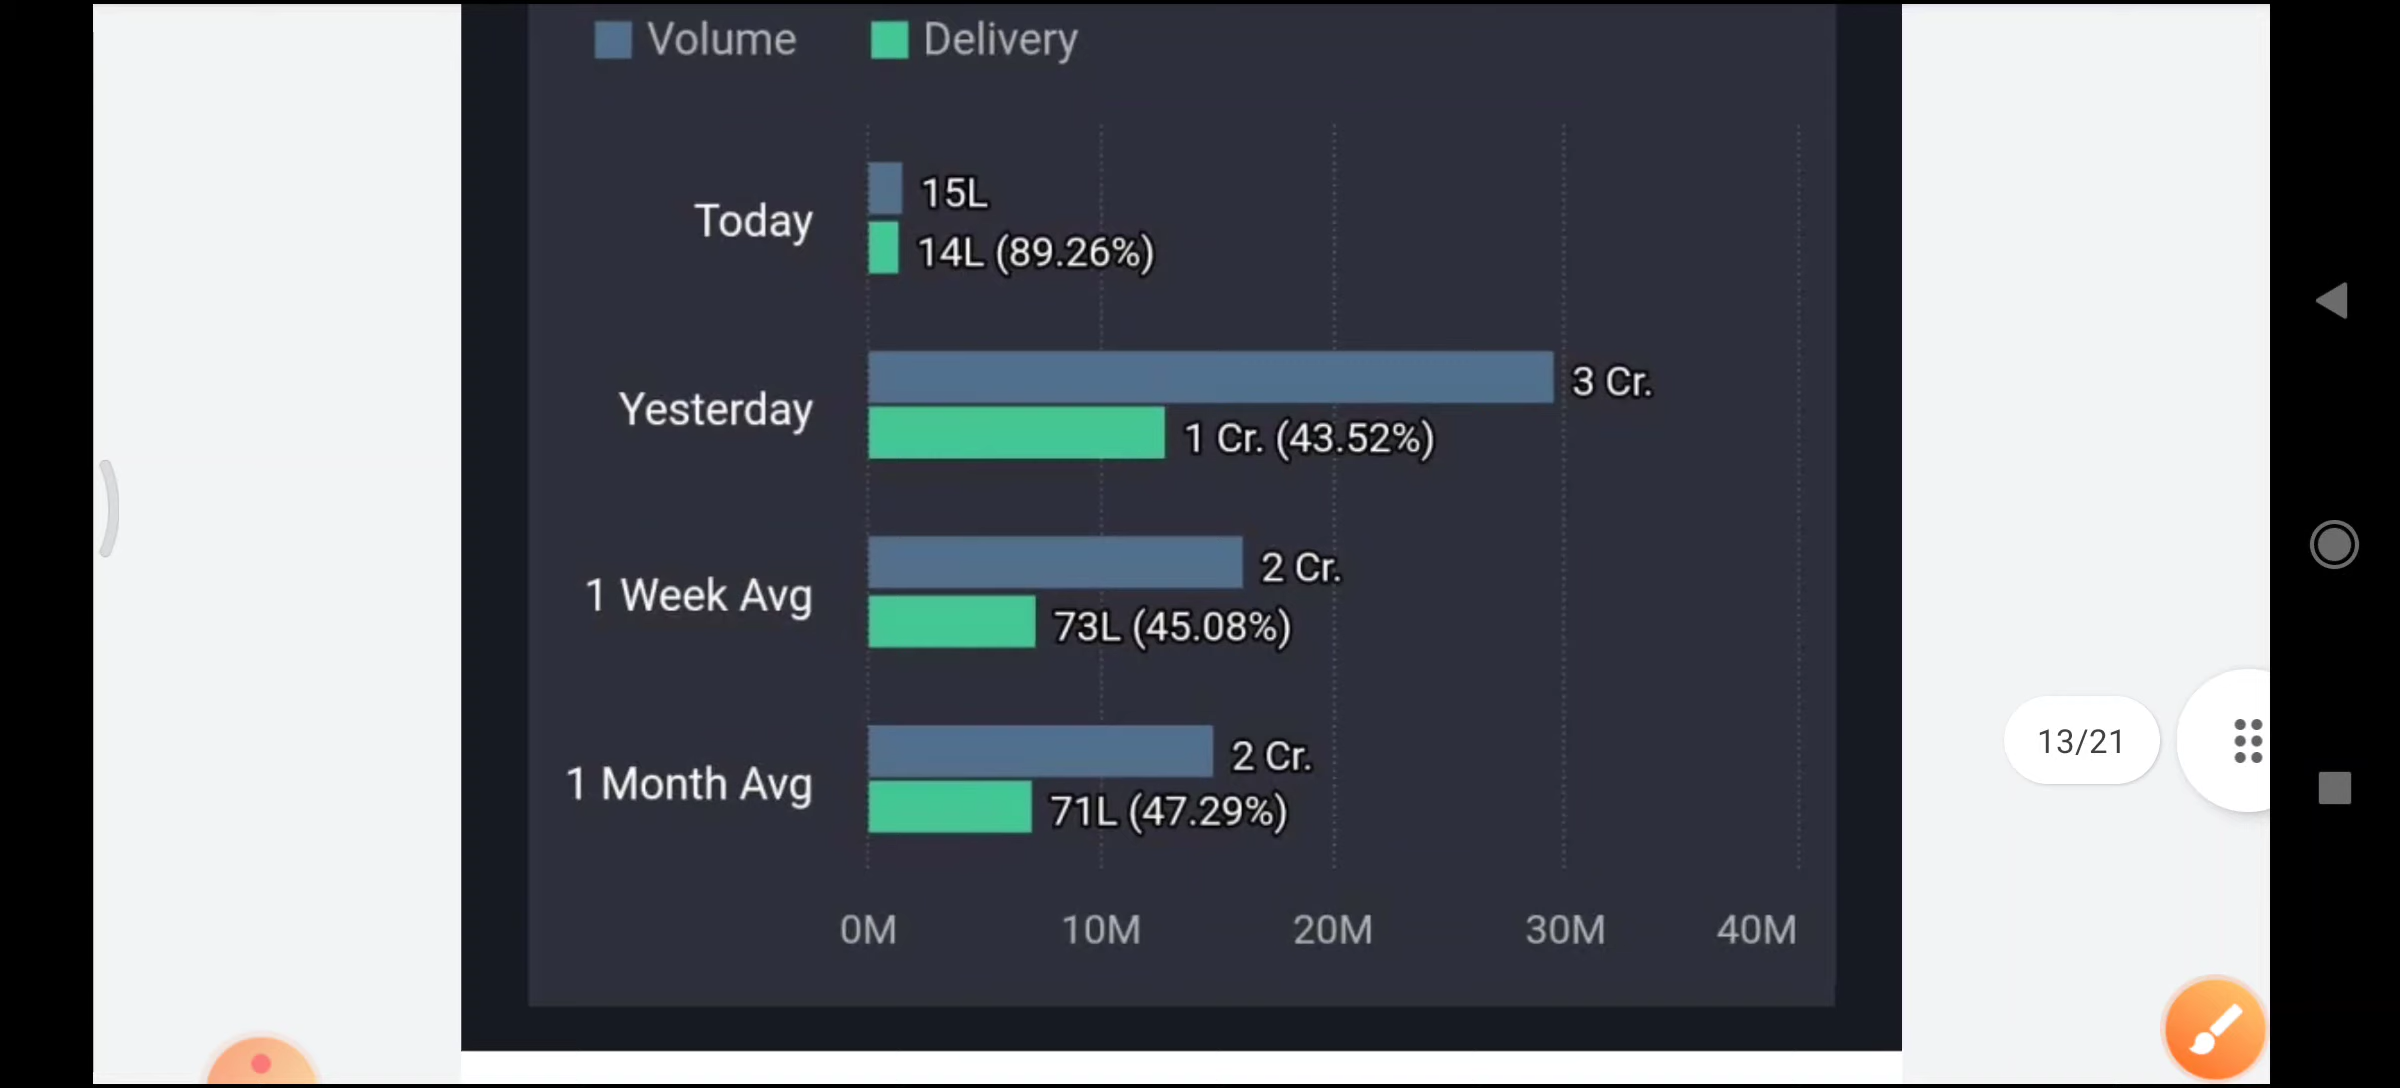 Volume Delivery
15L
Today
14L (89.26%)
3 Cr.
Yesterday
1 Cr. (43.52%)
2 Cr.
1 Week Avg
73L (45.08%)
2 Cr.
1 Month Avg
71L (47.29%)
0M 10M 20M 30M 40M
13/21